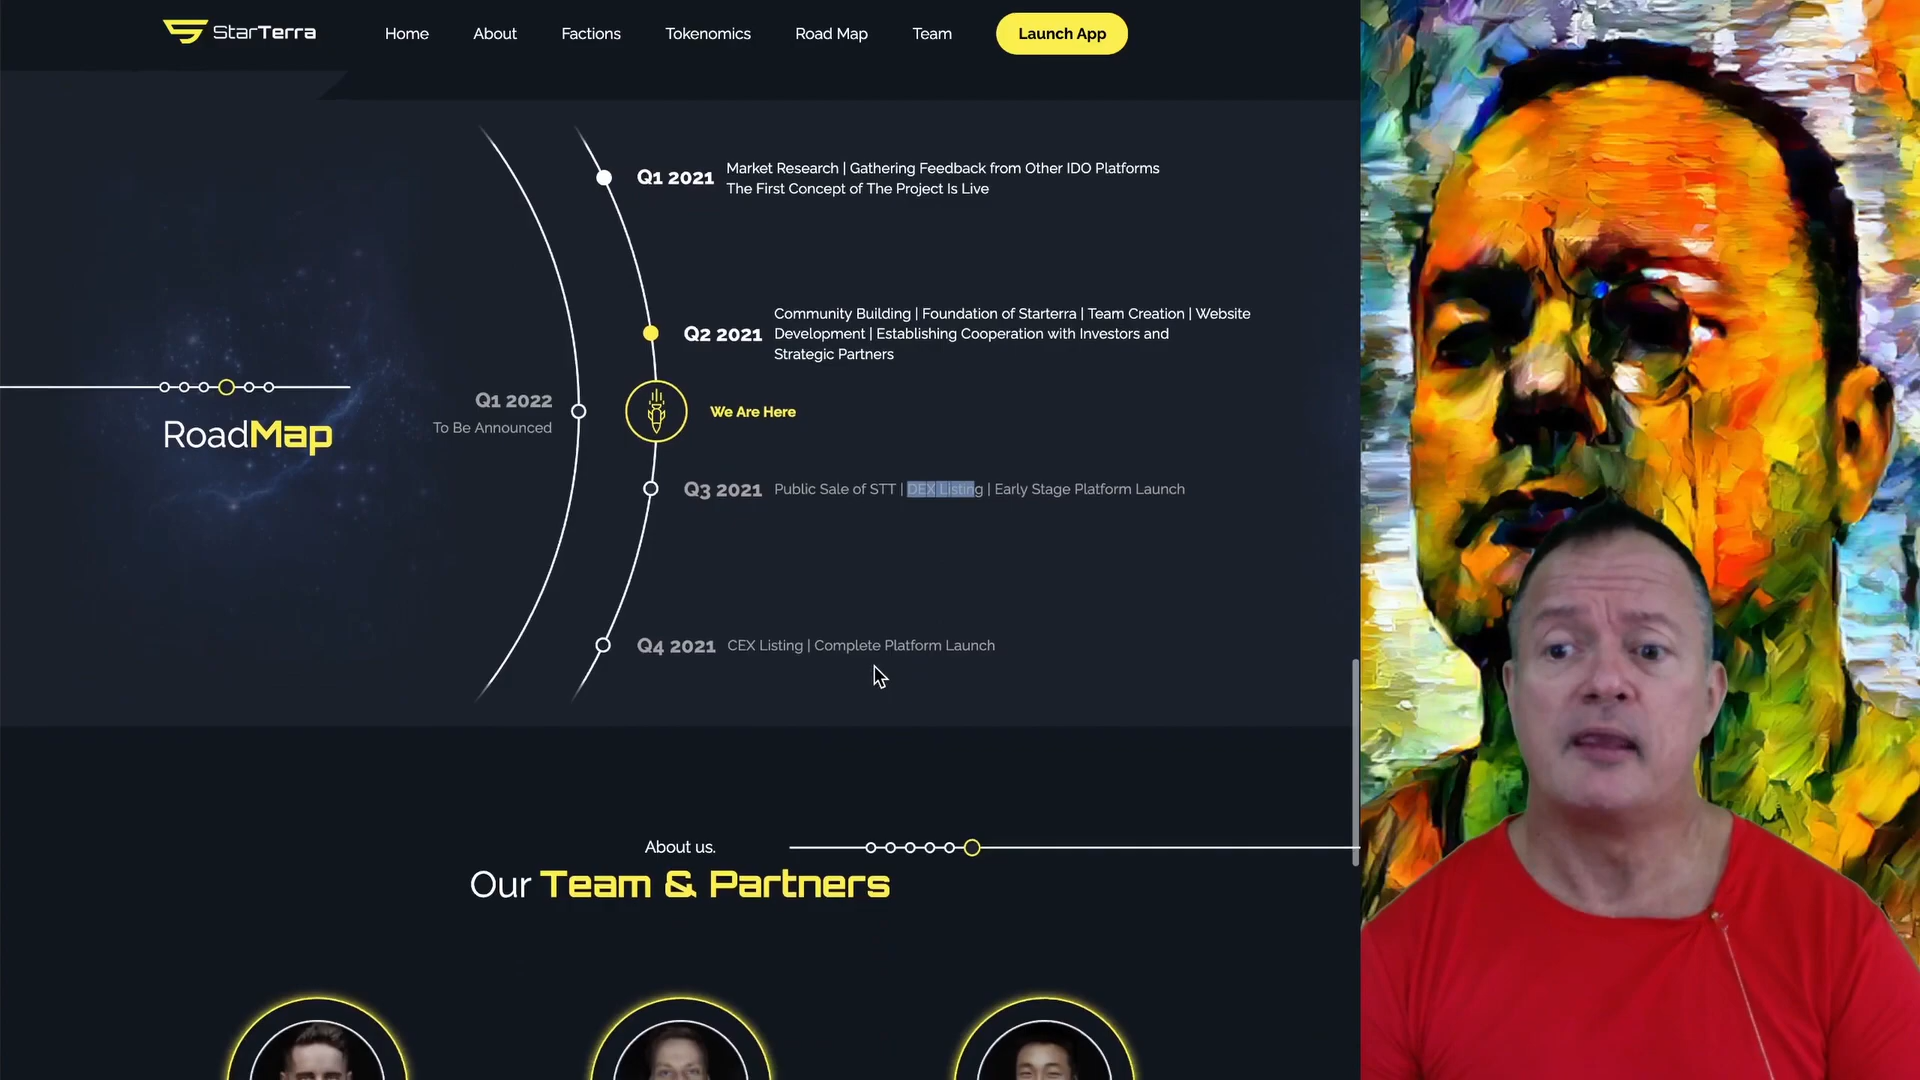 StarTerra
Home
About
Factions
Tokenomics
Road Map
Team
Launch App
Q1 2021
Market Research | Gathering Feedback from Other IDO Platforms
The First Concept of The Project Is Live
Q2 2021
Community Building | Foundation of Starterra | Team Creation | Website
Development | Establishing Cooperation with Investors and
Strategic Partners
RoadMap
Q1 2022
To Be Announced
We Are Here
Q3 2021
Public Sale of STT | DEX Listing | Early Stage Platform Launch
Q4 2021
CEX Listing | Complete Platform Launch
About us.
Our Team & Partners